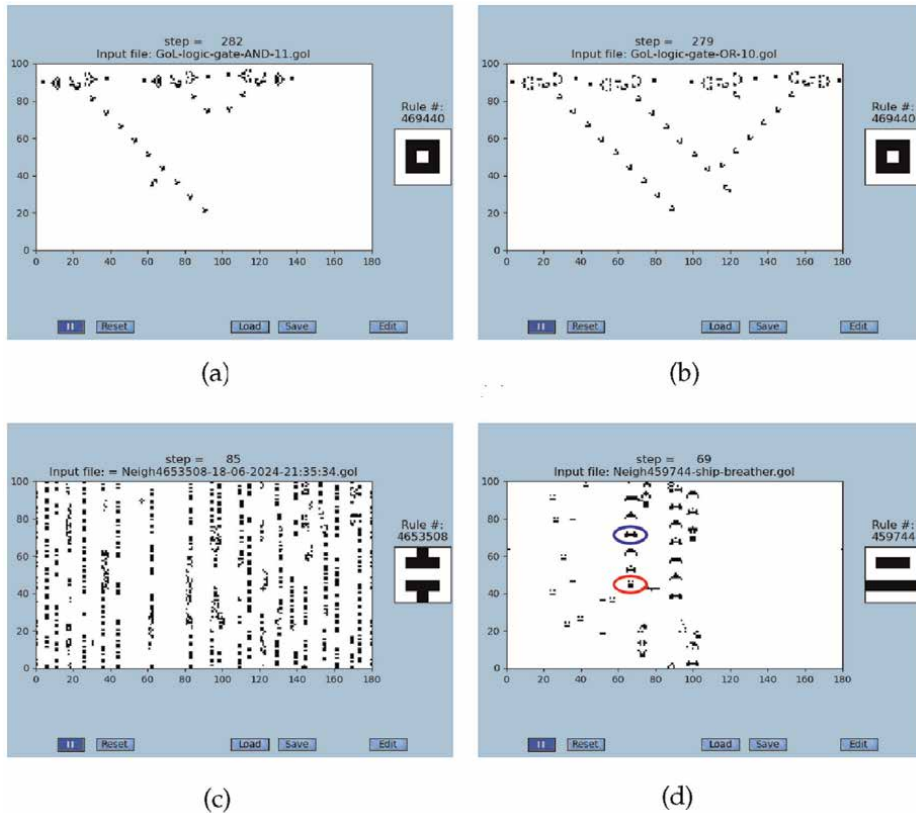 step = 282
Input file: GoL-logic-gate-AND-11.gol
100
80
60
40
20
0
0 20 40 60 80 100 120 140 160 180
Rule #:
469440
II Reset Load Save Edit
(a)
step = 279
Input file: GoL-logic-gate-OR-10.gol
100
80
60
40
20
0
0 20 40 60 80 100 120 140 160 180
Rule #:
469440
II Reset Load Save Edit
(b)
step = 85
Input file: = Neigh4653508-18-06-2024-21:35:34.gol
100
80
60
40
20
0
0 20 40 60 80 100 120 140 160 180
Rule #:
4653508
II Reset Load Save Edit
(c)
step = 69
Input file: Neigh459744-ship-breather.gol
100
80
60
40
20
0
0 20 40 60 80 100 120 140 160 180
Rule #:
459744
II Reset Load Save Edit
(d)